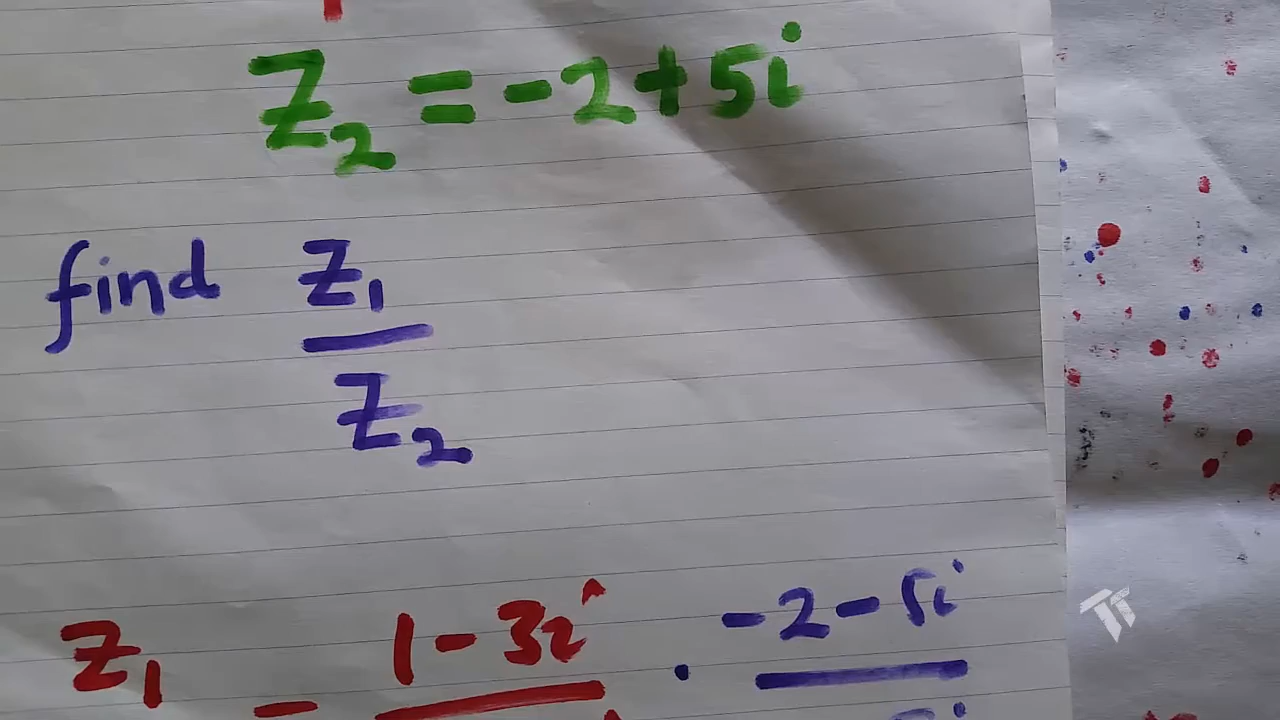 Z₂ = -2+5i
find Z₁
Z₂
Z₁ = 1-3i · -2-5i